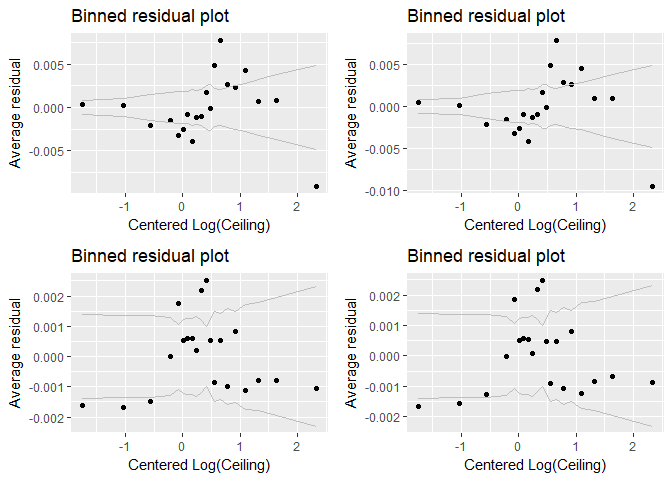 Binned residual plot
Average residual
0.005
0.000
-0.005
-1
0
1
2
Centered Log(Ceiling)
Binned residual plot
Average residual
0.005
0.000
-0.005
-0.010
-1
0
1
2
Centered Log(Ceiling)
Binned residual plot
Average residual
0.002
0.001
0.000
-0.001
-0.002
-1
0
1
2
Centered Log(Ceiling)
Binned residual plot
Average residual
0.002
0.001
0.000
-0.001
-0.002
-1
0
1
2
Centered Log(Ceiling)